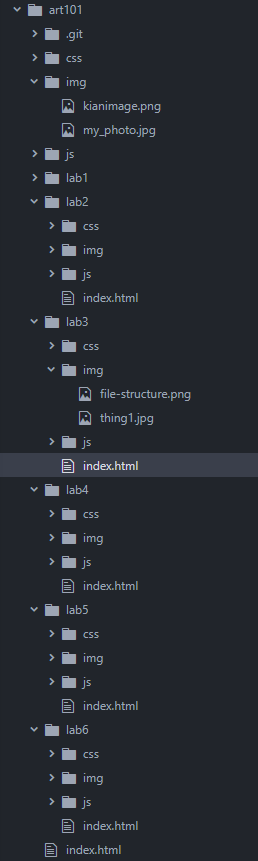 art101
.git
css
img
kianimage.png
my_photo.jpg
js
lab1
lab2
css
img
js
index.html
lab3
css
img
file-structure.png
thing1.jpg
js
index.html
lab4
css
img
js
index.html
lab5
css
img
js
index.html
lab6
css
img
js
index.html
index.html